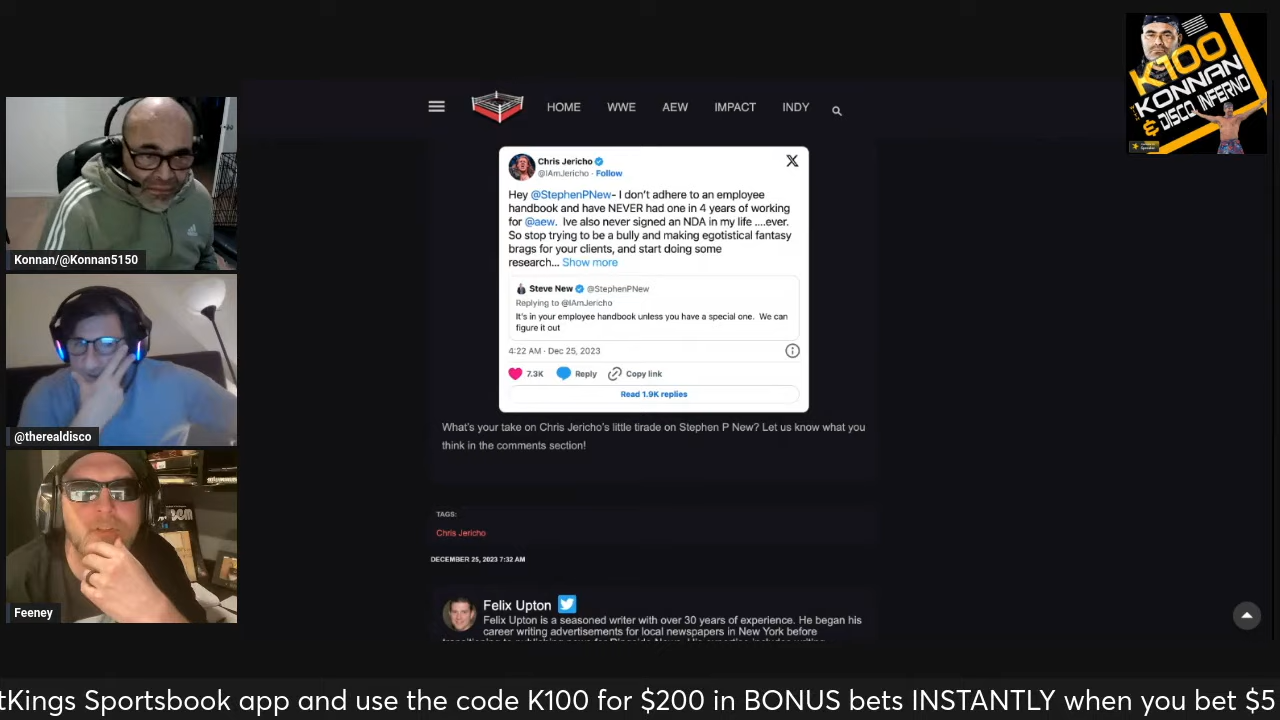 K100
KONNAN
& DISCO INFERNO
HOME WWE AEW IMPACT INDY
Chris Jericho
@IAmJericho · Follow
Hey @StephenPNew- I don't adhere to an employee
handbook and have NEVER had one in 4 years of working
for @aew. Ive also never signed an NDA in my life ....ever.
So stop trying to be a bully and making egotistical fantasy
brags for your clients, and start doing some
research... Show more
Steve New @StephenPNew
Replying to @IAmJericho
It's in your employee handbook unless you have a special one. We can
figure it out
4:22 AM · Dec 25, 2023
7.3K Reply Copy link
Read 1.9K replies
What's your take on Chris Jericho's little tirade on Stephen P New? Let us know what you
think in the comments section!
TAGS:
Chris Jericho
DECEMBER 25, 2023 7:32 AM
Felix Upton
Felix Upton is a seasoned writer with over 30 years of experience. He began his
career writing advertisements for local newspapers in New York before
Konnan/@Konnan5150
@therealdisco
Feeney
tKings Sportsbook app and use the code K100 for $200 in BONUS bets INSTANTLY when you bet $5